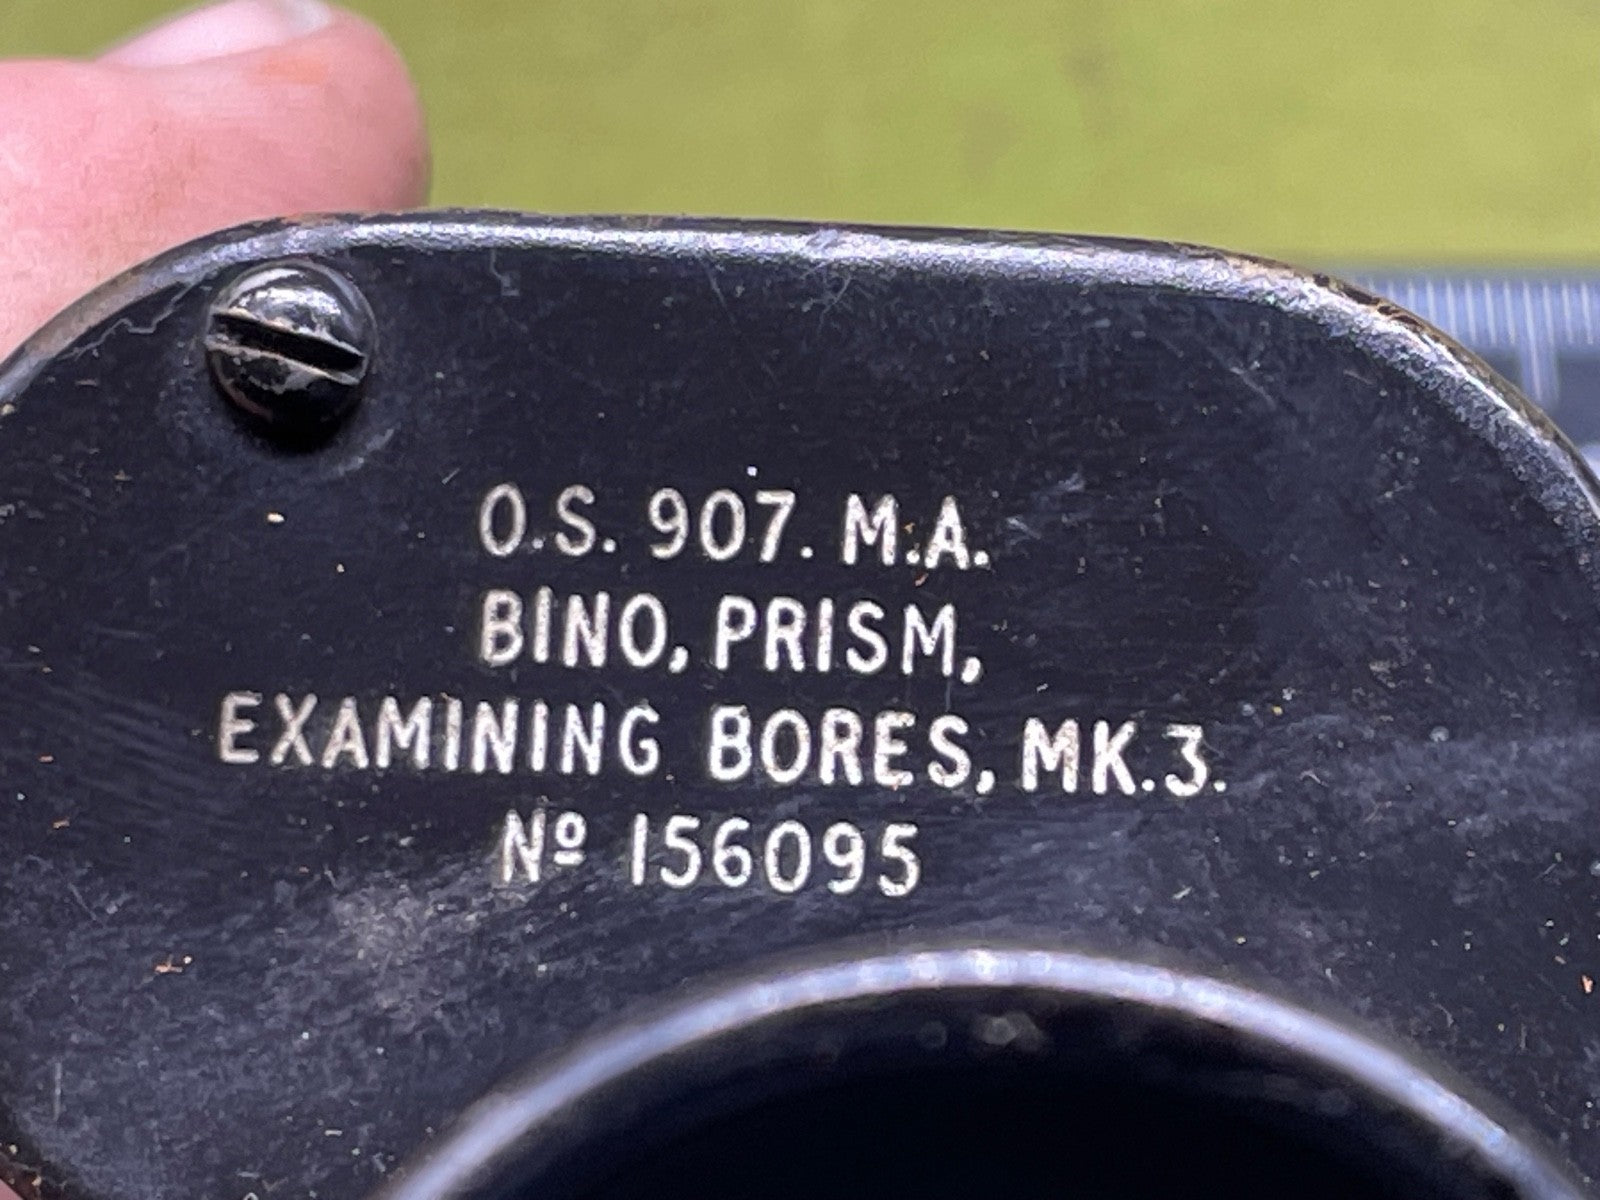 O.S. 907. M.A.
BINO, PRISM,
EXAMINING BORES, MK.3.
Nº 156095